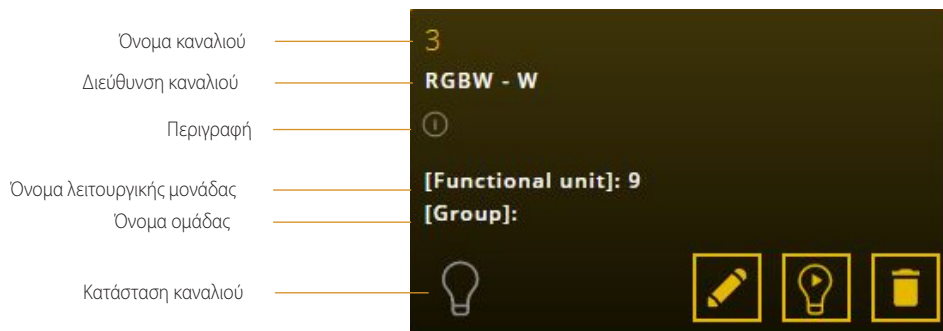 Όνομα καναλιού
3
Διεύθυνση καναλιού
RGBW - W
Περιγραφή
Όνομα λειτουργικής μονάδας
[Functional unit]: 9
Όνομα ομάδας
[Group]:
Κατάσταση καναλιού